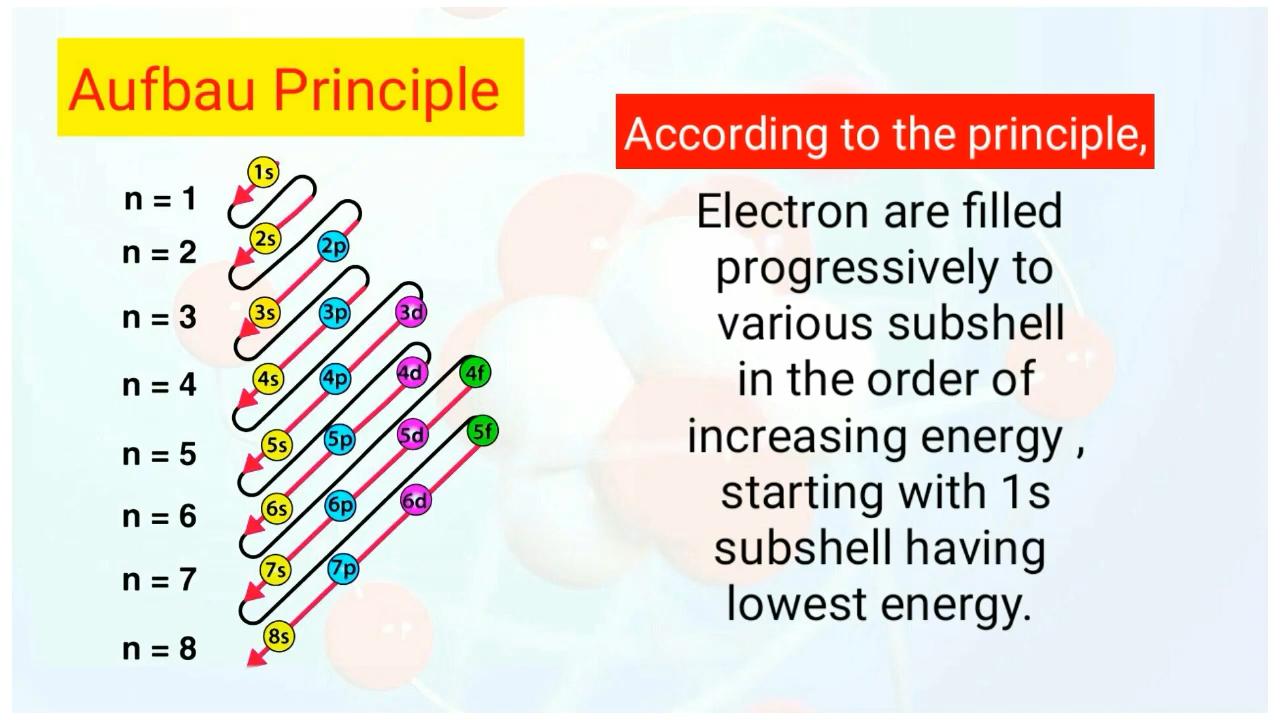 Aufbau Principle
According to the principle,
Electron are filled
progressively to
various subshell
in the order of
increasing energy ,
starting with 1s
subshell having
lowest energy.
1s
n = 1
2s 2p
n = 2
3s 3p 3d
n = 3
4s 4p 4d 4f
n = 4
5s 5p 5d 5f
n = 5
6s 6p 6d
n = 6
7s 7p
n = 7
8s
n = 8